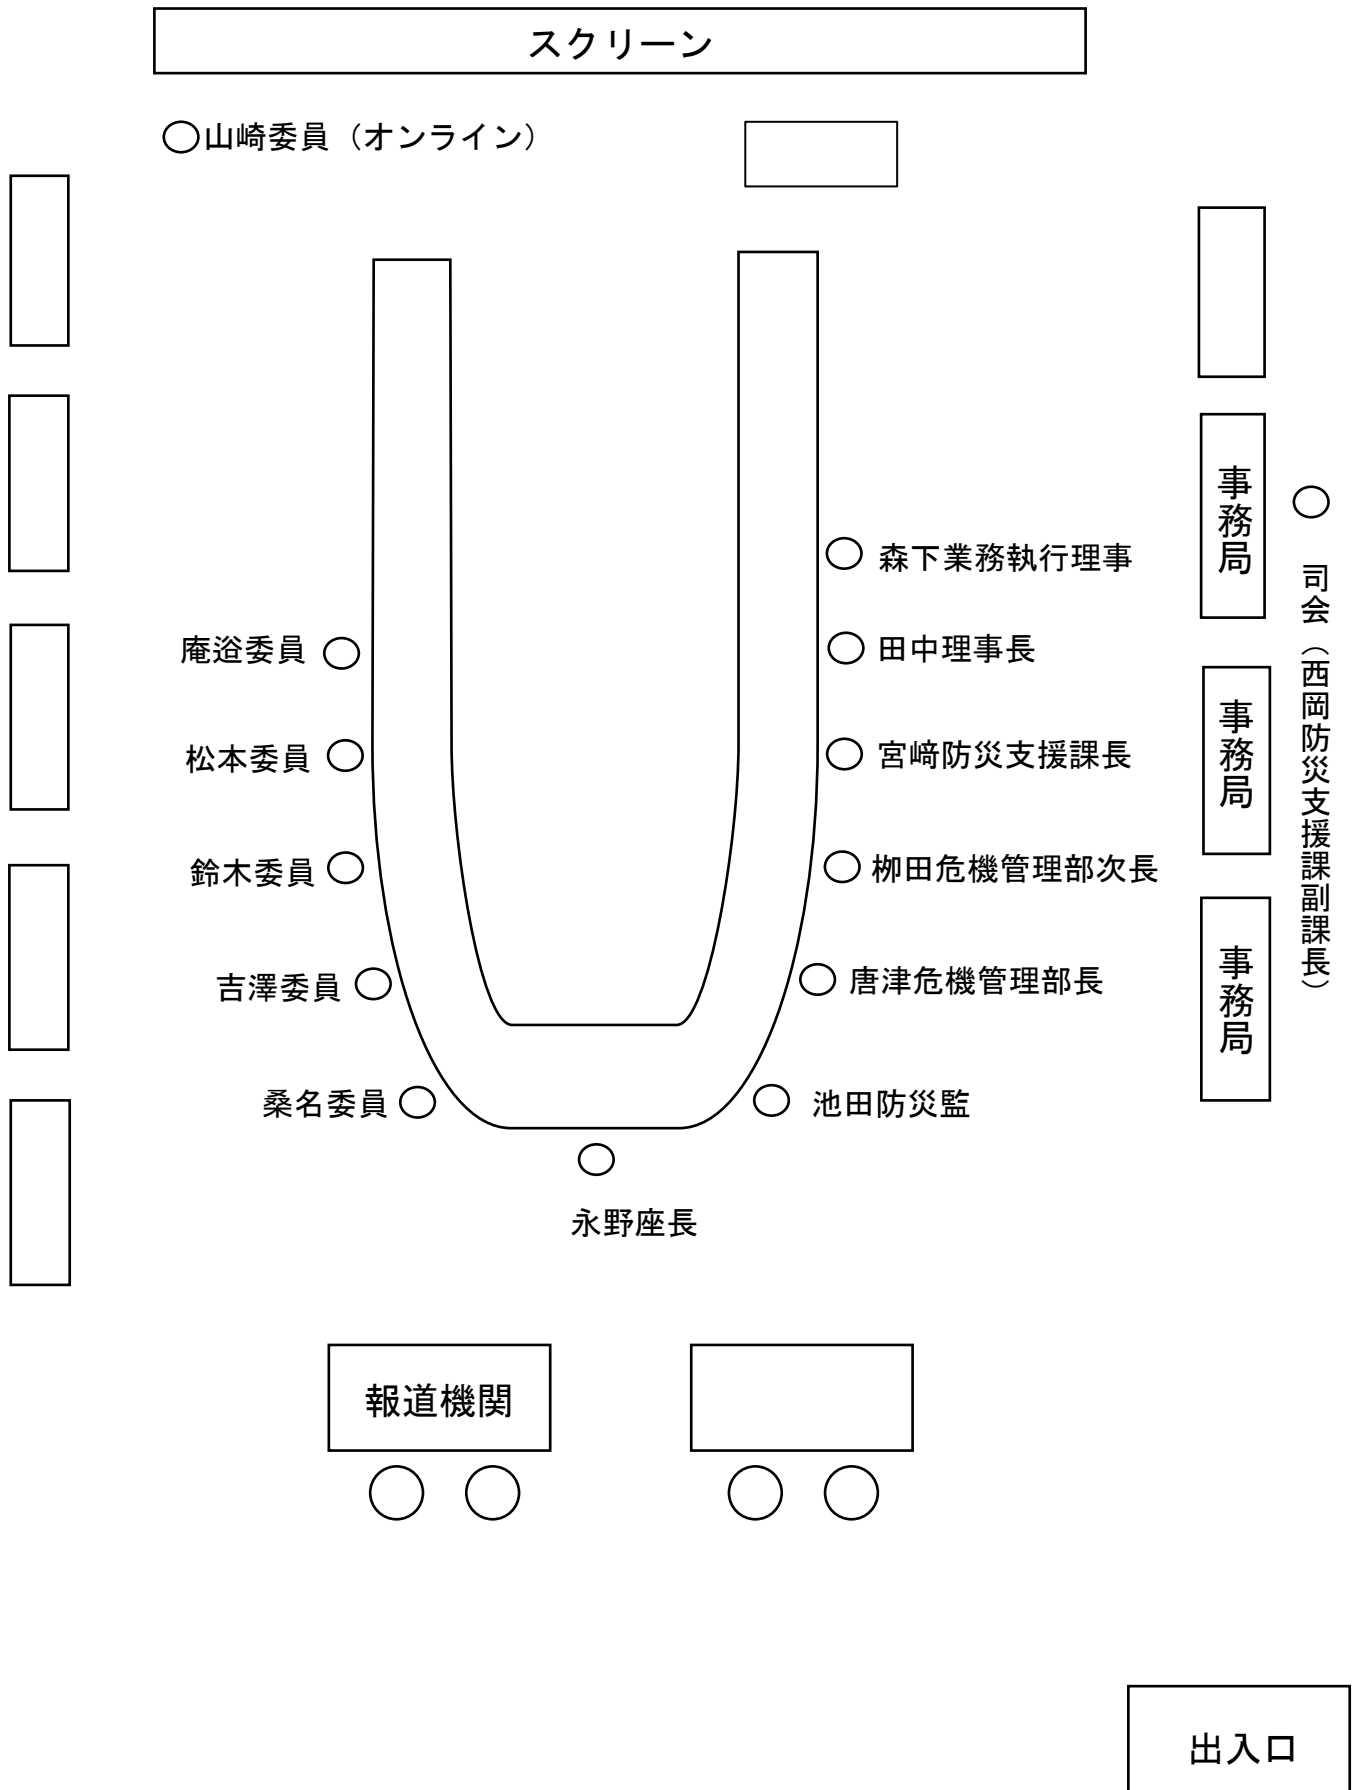 スクリーン
山崎委員（オンライン）
事務局
司会（西岡防災支援課副課長）
森下業務執行理事
庵逧委員
田中理事長
松本委員
宮﨑防災支援課長
事務局
鈴木委員
栁田危機管理部次長
吉澤委員
唐津危機管理部長
事務局
桑名委員
池田防災監
永野座長
報道機関
出入口